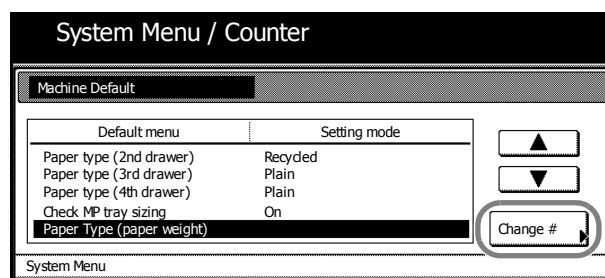 System Menu / Counter
Machine Default
Default menu Setting mode
Paper type (2nd drawer) Recycled
Paper type (3rd drawer) Plain
Paper type (4th drawer) Plain
Check MP tray sizing On
Paper Type (paper weight)
Change #
System Menu